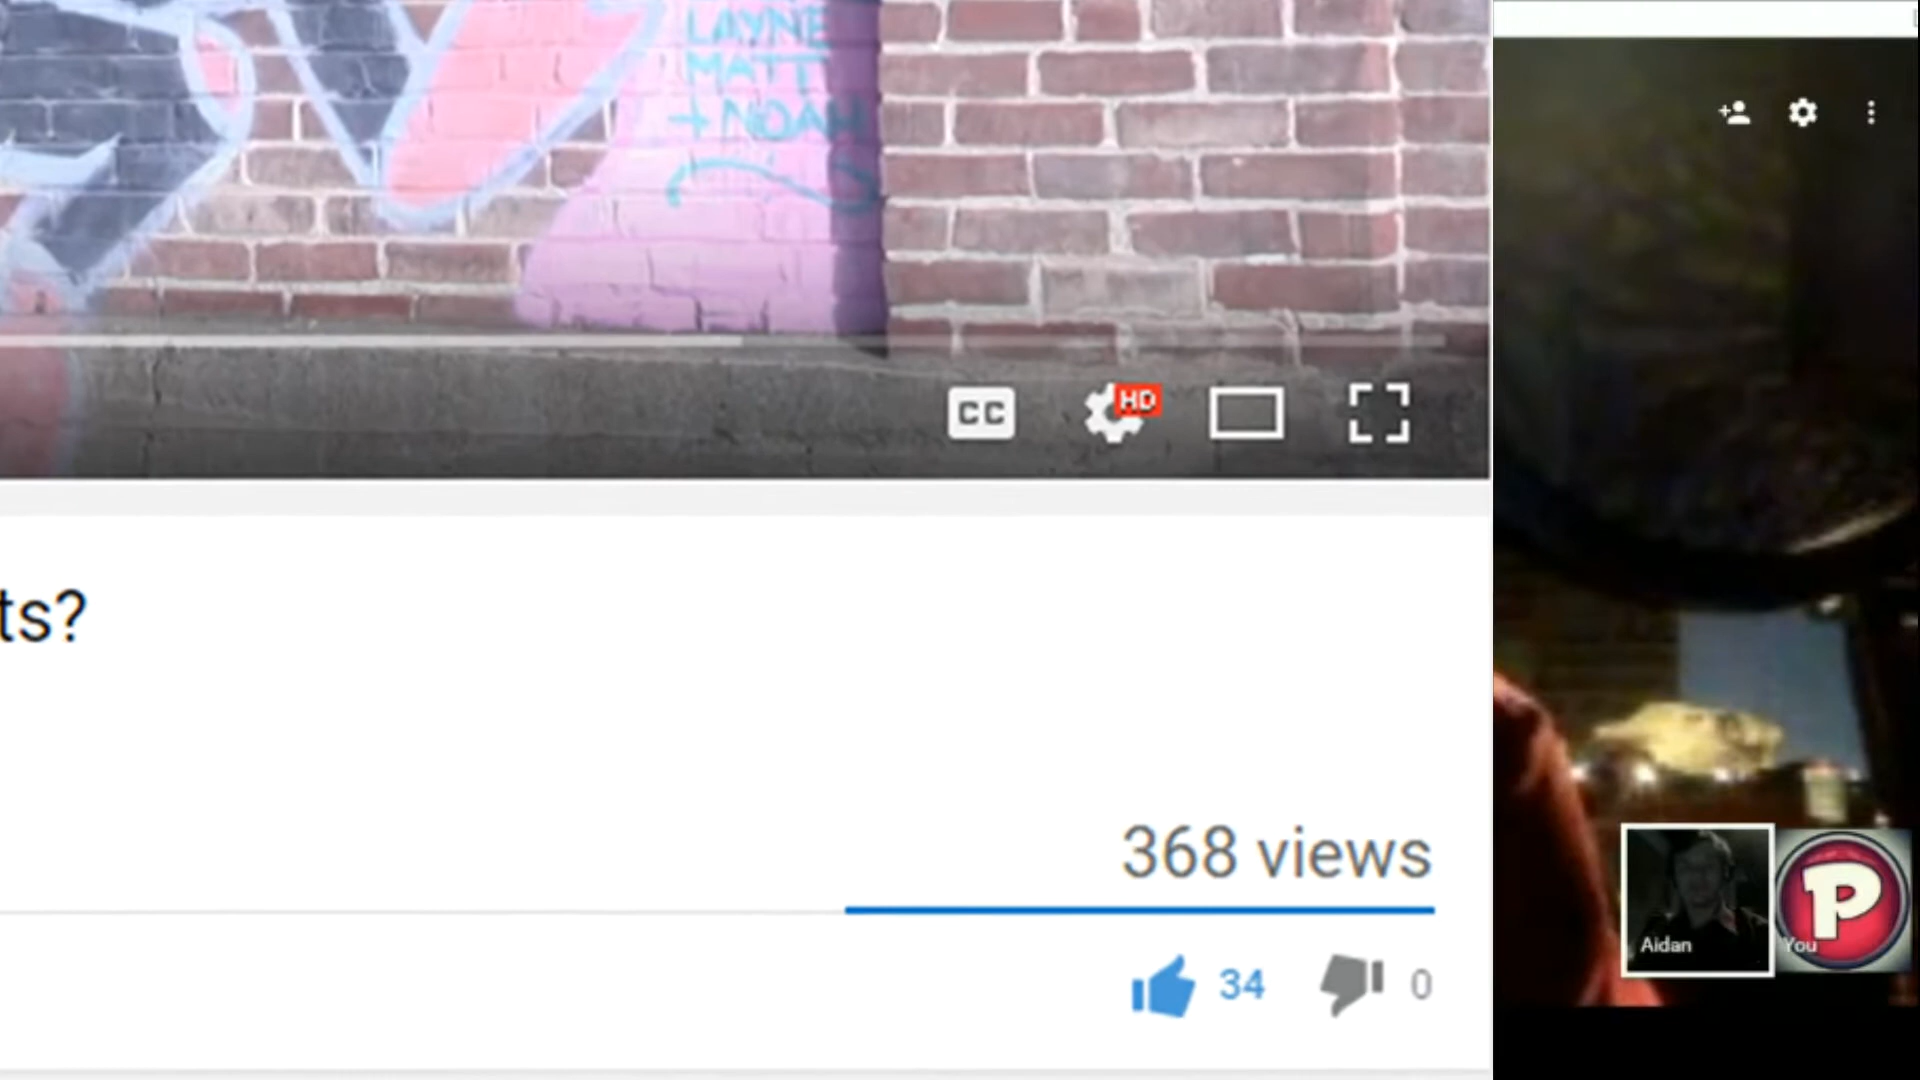 LAYNE
MATT
+ NOAH
CC
HD
ts?
368 views
34
0
Aidan
You
P